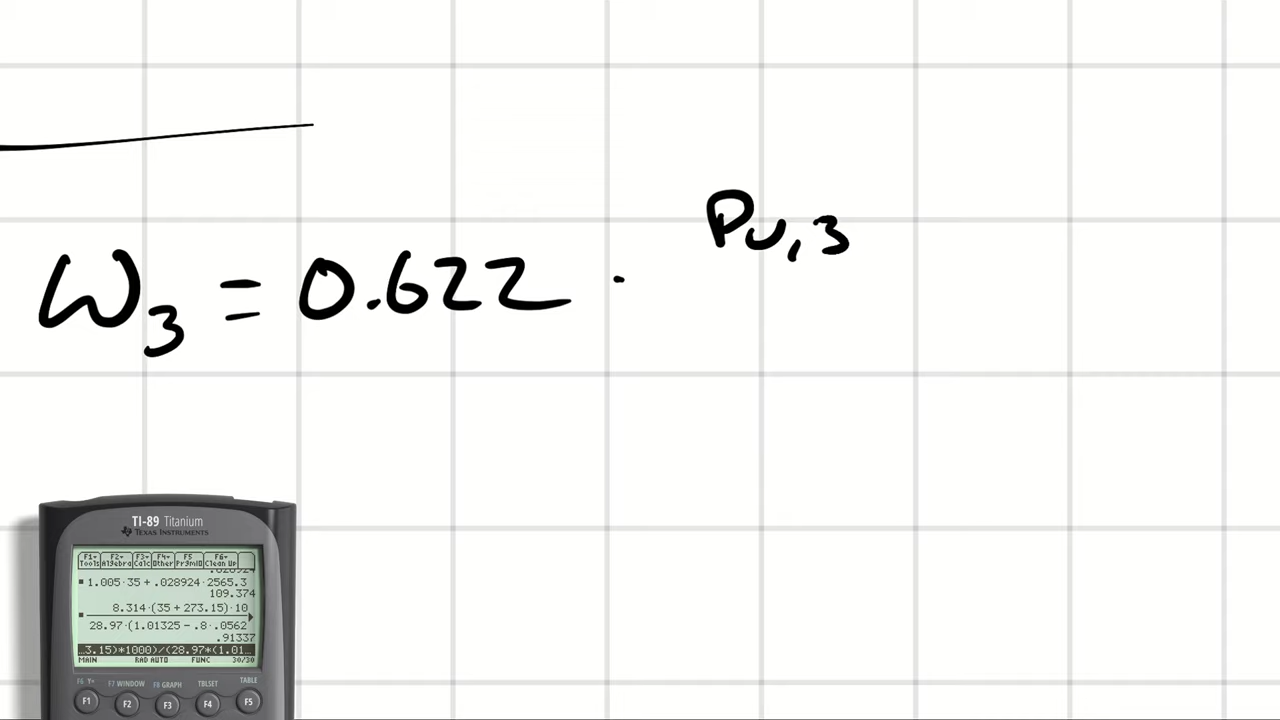 ω₃ = 0.622 · Pv,3
TI-89 Titanium
TEXAS INSTRUMENTS
F1 F2 F3 F4 F5 F6
Tools Algebra Calc Other PrgmIO Clean Up
.028924
1.005·35 + .028924·2565.3
109.374
8.314·(35 + 273.15)·10
28.97·(1.01325 - .8·.0562
.91337
...3.15)*1000)/(28.97*(1.01...
MAIN RAD AUTO FUNC 30/30
F6 Y= F7 WINDOW F8 GRAPH TBLSET TABLE
F1 F2 F3 F4 F5